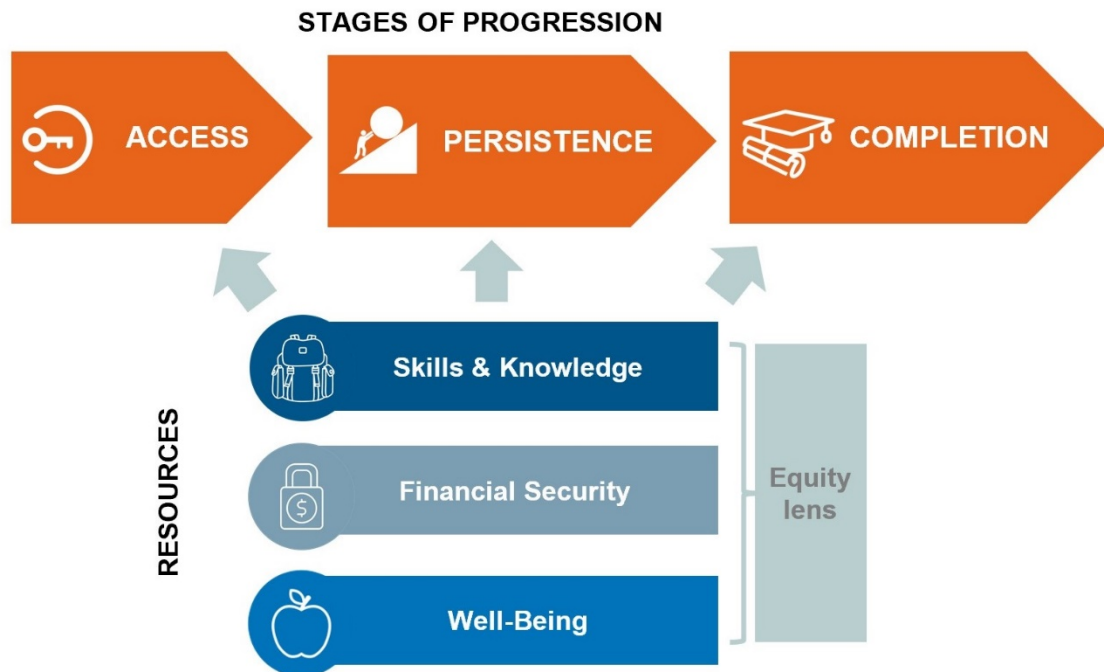 STAGES OF PROGRESSION
ACCESS
PERSISTENCE
COMPLETION
RESOURCES
Skills & Knowledge
$
Financial Security
Well-Being
Equity
lens